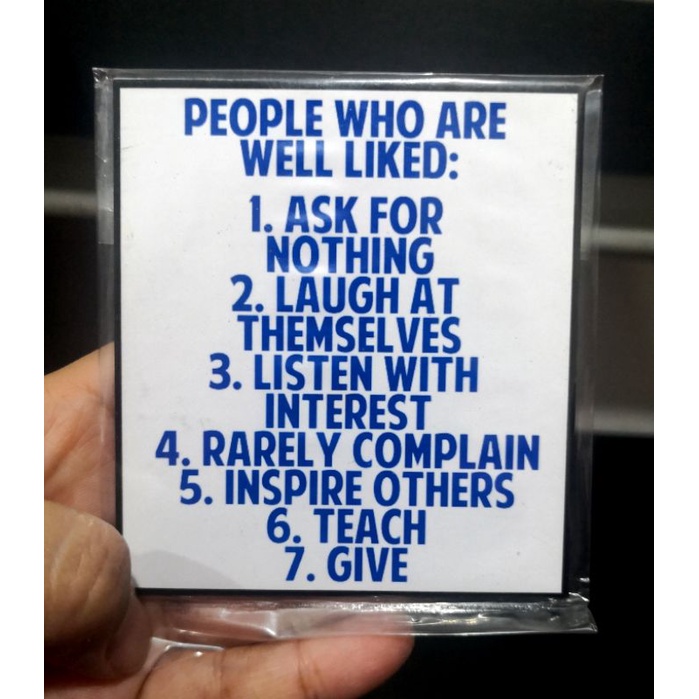 PEOPLE WHO ARE
WELL LIKED:
1. ASK FOR
NOTHING
2. LAUGH AT
THEMSELVES
3. LISTEN WITH
INTEREST
4. RARELY COMPLAIN
5. INSPIRE OTHERS
6. TEACH
7. GIVE